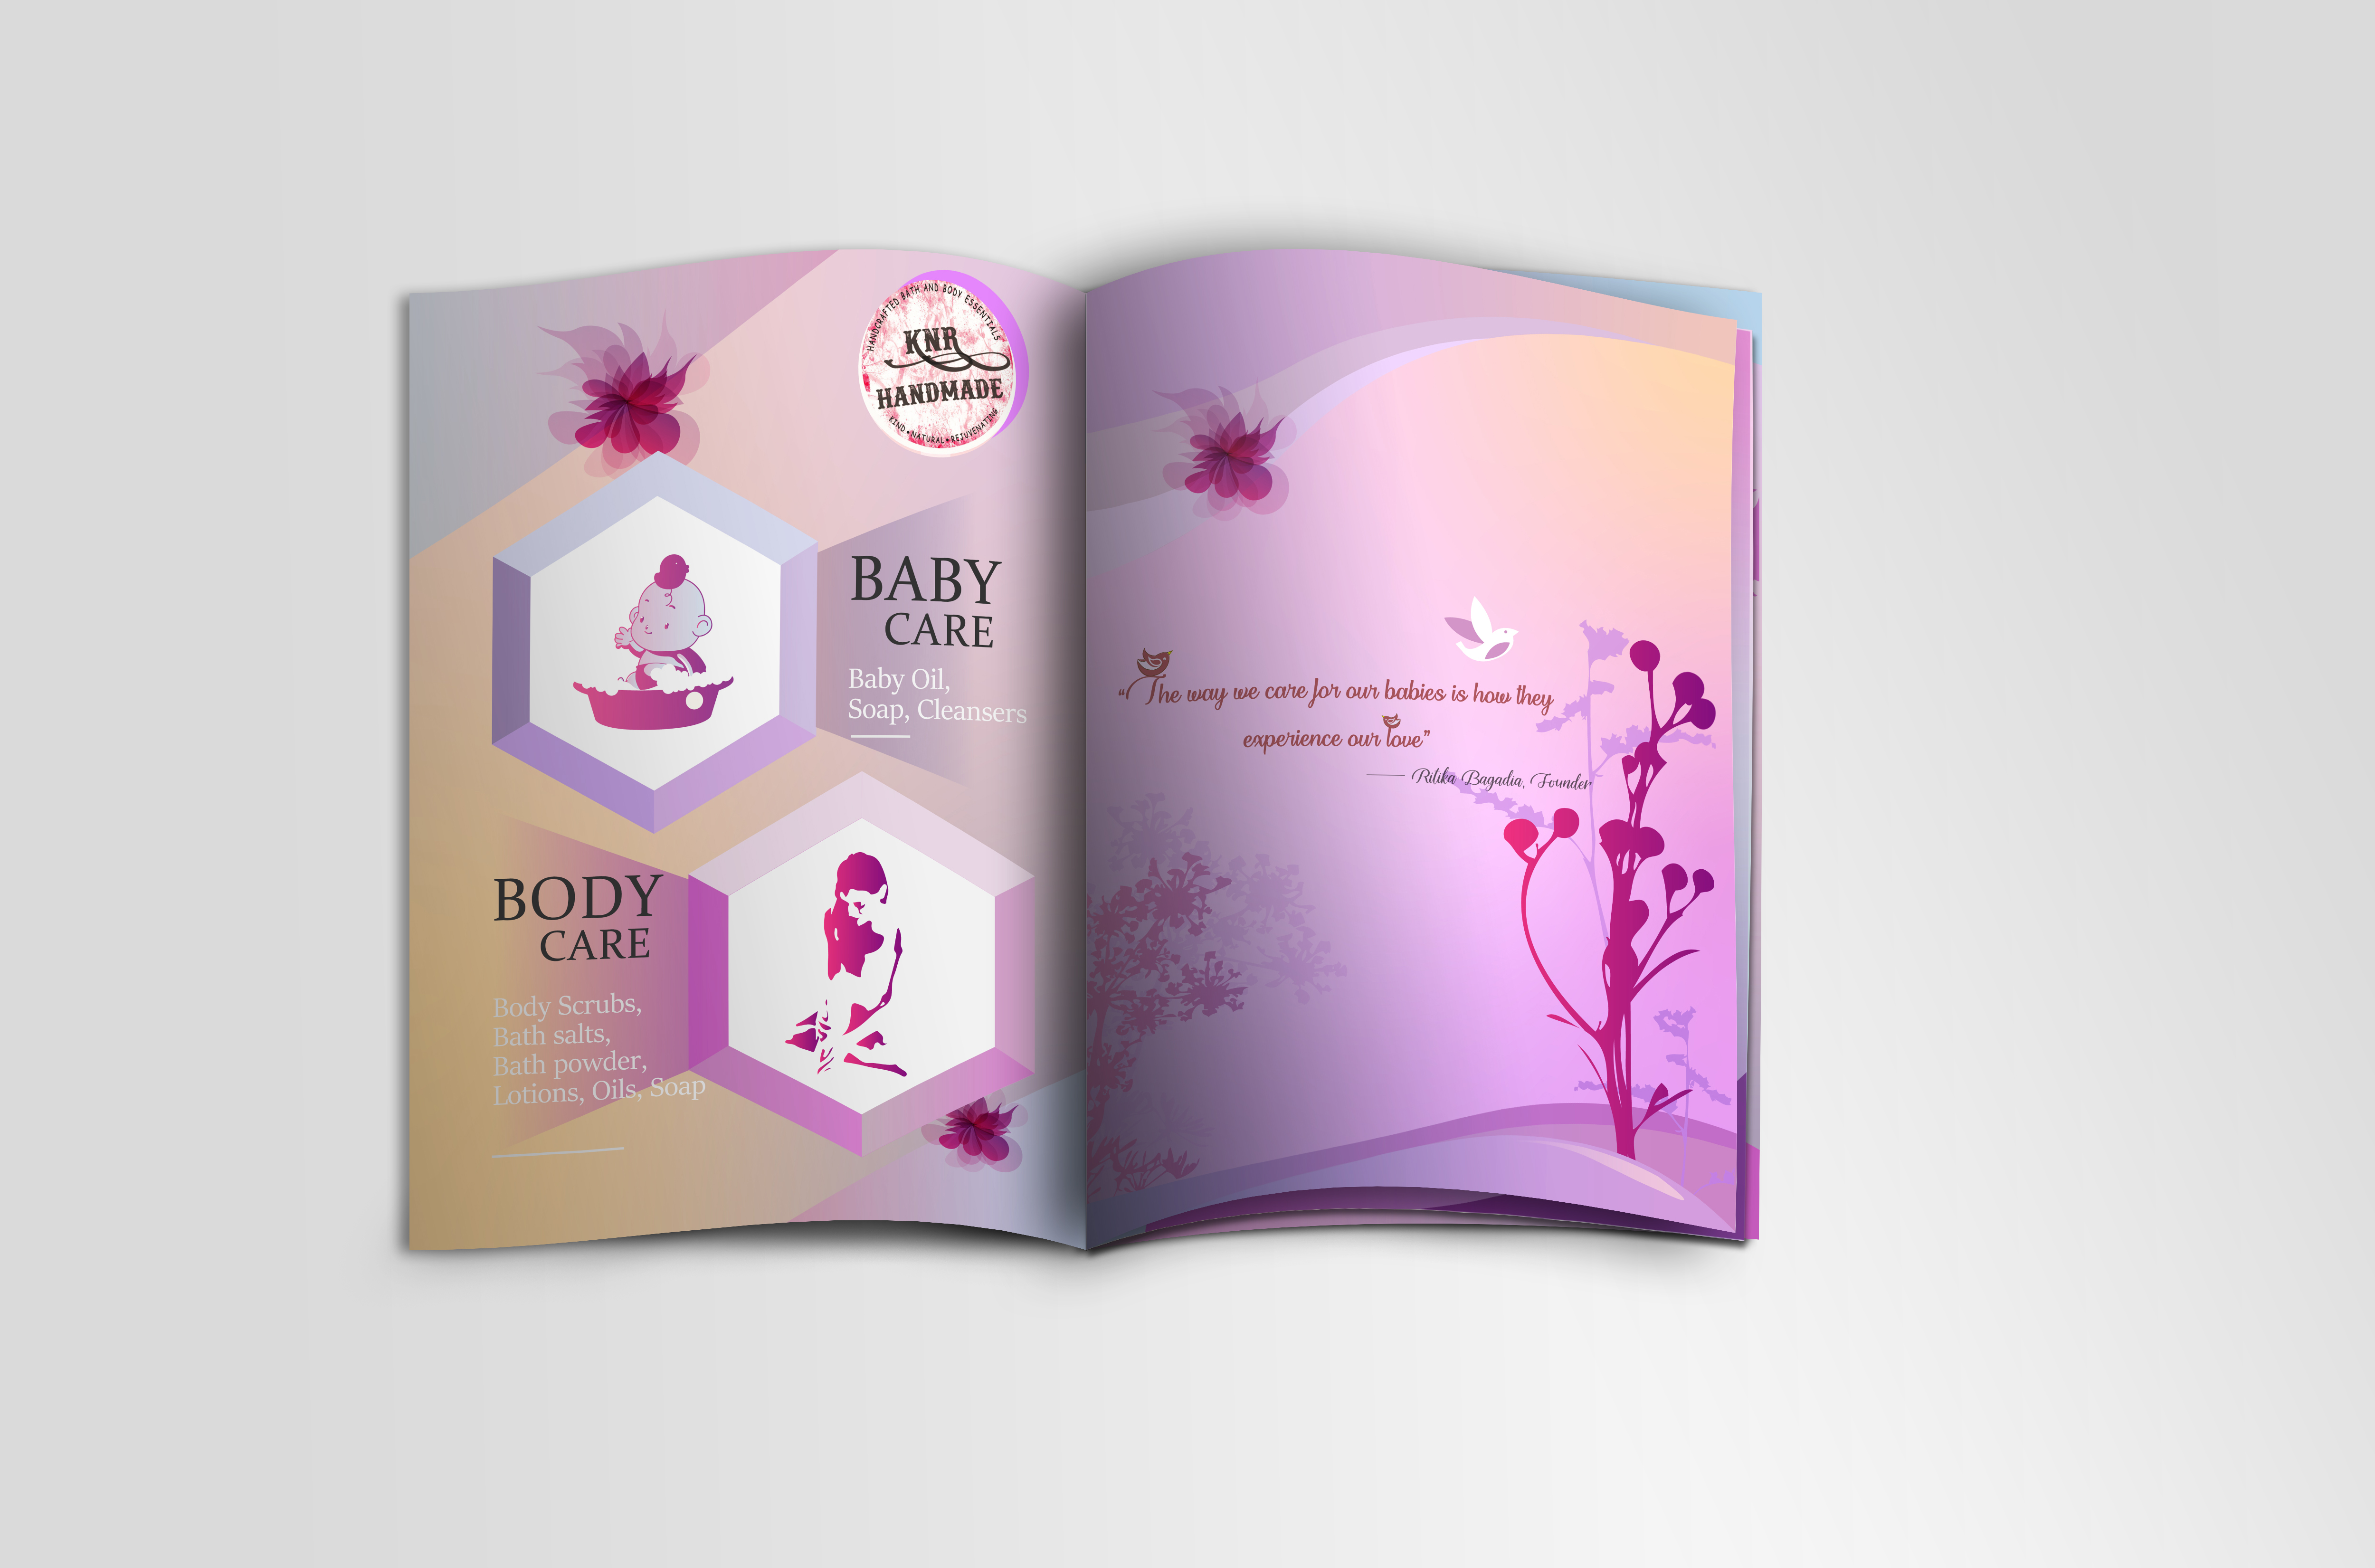 HANDCRAFTED BATH AND BODY ESSENTIALS
KNR
HANDMADE
KIND • NATURAL • REJUVENATING
BABY
CARE
Baby Oil,
Soap, Cleansers
BODY
CARE
Body Scrubs,
Bath salts,
Bath powder,
Lotions, Oils, Soap
“The way we care for our babies is how they
experience our love”
Ritika Bagadia, Founder